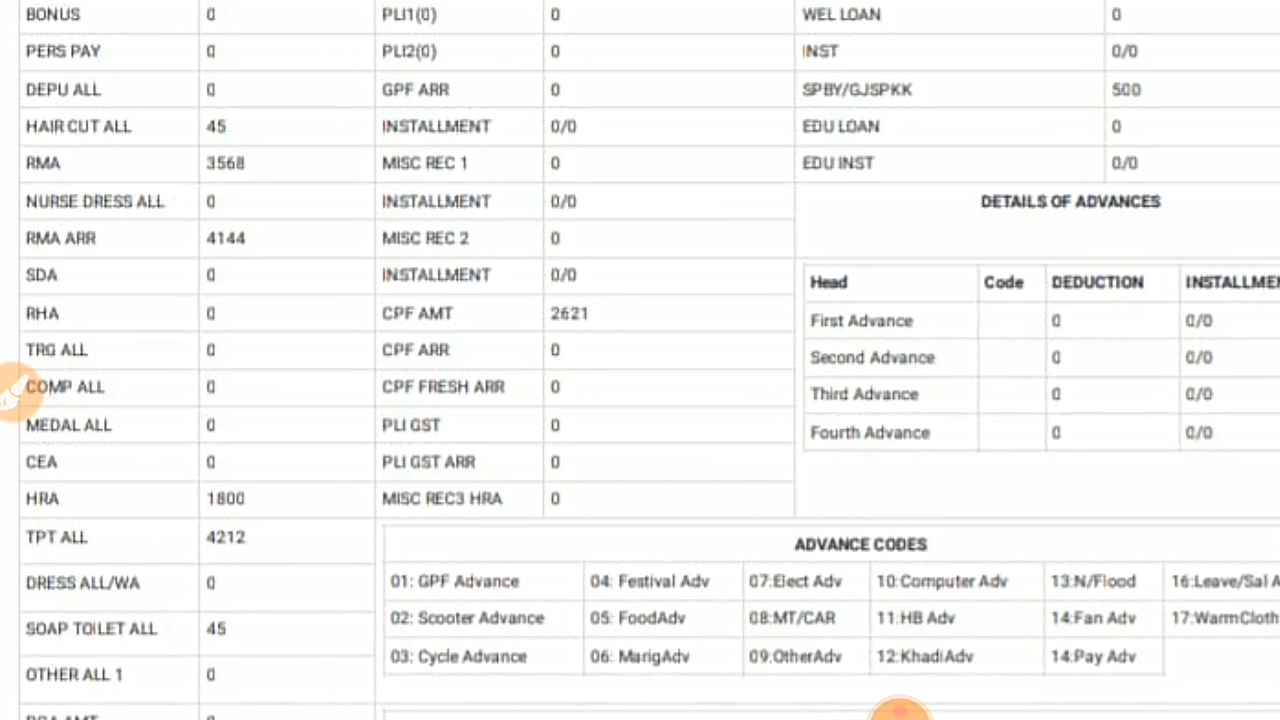 BONUS 0 PLI1(0) 0 WEL LOAN 0
PERS PAY 0 PLI2(0) 0 INST 0/0
DEPU ALL 0 GPF ARR 0 SPBY/GJSPKK 500
HAIR CUT ALL 45 INSTALLMENT 0/0 EDU LOAN 0
RMA 3568 MISC REC 1 0 EDU INST 0/0
NURSE DRESS ALL 0 INSTALLMENT 0/0 DETAILS OF ADVANCES
RMA ARR 4144 MISC REC 2 0
SDA 0 INSTALLMENT 0/0 Head Code DEDUCTION INSTALLME
RHA 0 CPF AMT 2621 First Advance 0 0/0
TRG ALL 0 CPF ARR 0 Second Advance 0 0/0
COMP ALL 0 CPF FRESH ARR 0 Third Advance 0 0/0
MEDAL ALL 0 PLI GST 0 Fourth Advance 0 0/0
CEA 0 PLI GST ARR 0
HRA 1800 MISC REC3 HRA 0
TPT ALL 4212 ADVANCE CODES
DRESS ALL/WA 0 01: GPF Advance 04: Festival Adv 07:Elect Adv 10:Computer Adv 13:N/Flood 16:Leave/Sal A
SOAP TOILET ALL 45 02: Scooter Advance 05: FoodAdv 08:MT/CAR 11:HB Adv 14:Fan Adv 17:WarmCloth
03: Cycle Advance 06: MarigAdv 09:OtherAdv 12:KhadiAdv 14:Pay Adv
OTHER ALL 1 0